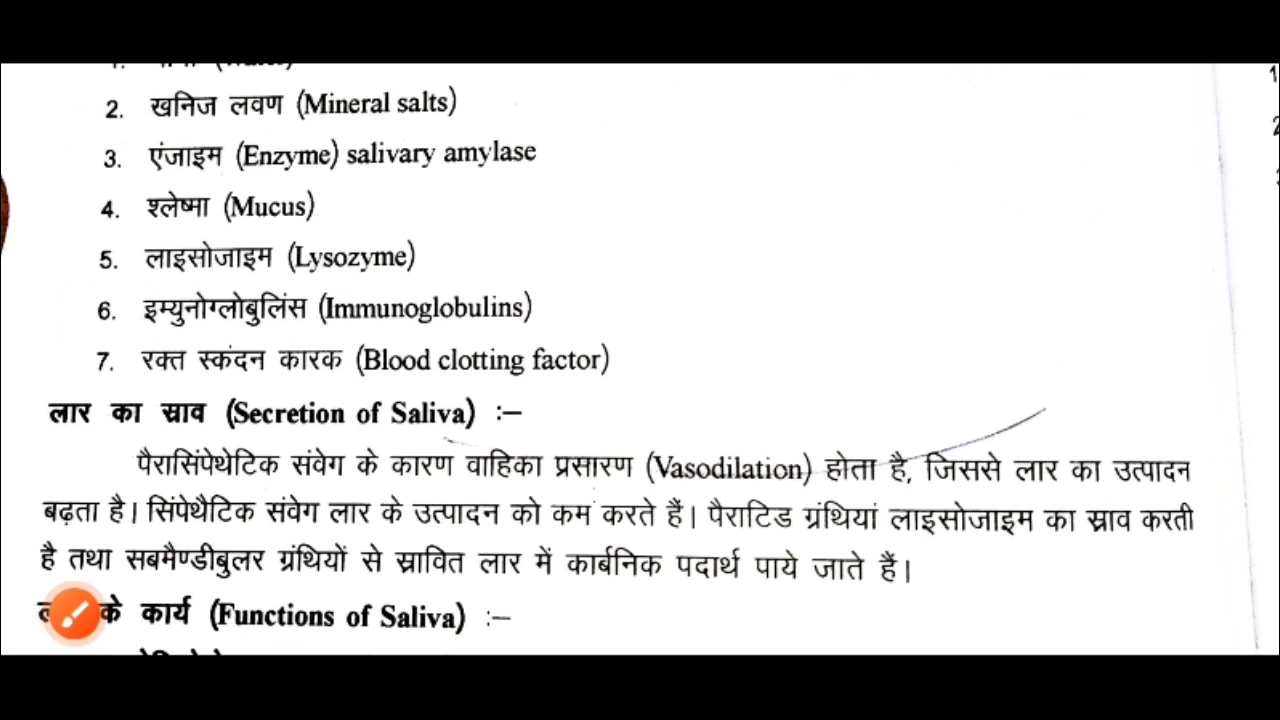 2. खनिज लवण (Mineral salts)
3. एंजाइम (Enzyme) salivary amylase
4. श्लेष्मा (Mucus)
5. लाइसोजाइम (Lysozyme)
6. इम्युनोग्लोबुलिंस (Immunoglobulins)
7. रक्त स्कंदन कारक (Blood clotting factor)
लार का स्राव (Secretion of Saliva) :–
पैरासिंपेथेटिक संवेग के कारण वाहिका प्रसारण (Vasodilation) होता है, जिससे लार का उत्पादन
बढ़ता है। सिंपेथैटिक संवेग लार के उत्पादन को कम करते हैं। पैराटिड ग्रंथियां लाइसोजाइम का स्राव करती
है तथा सबमैण्डीबुलर ग्रंथियों से स्रावित लार में कार्बनिक पदार्थ पाये जाते हैं।
के कार्य (Functions of Saliva) :–